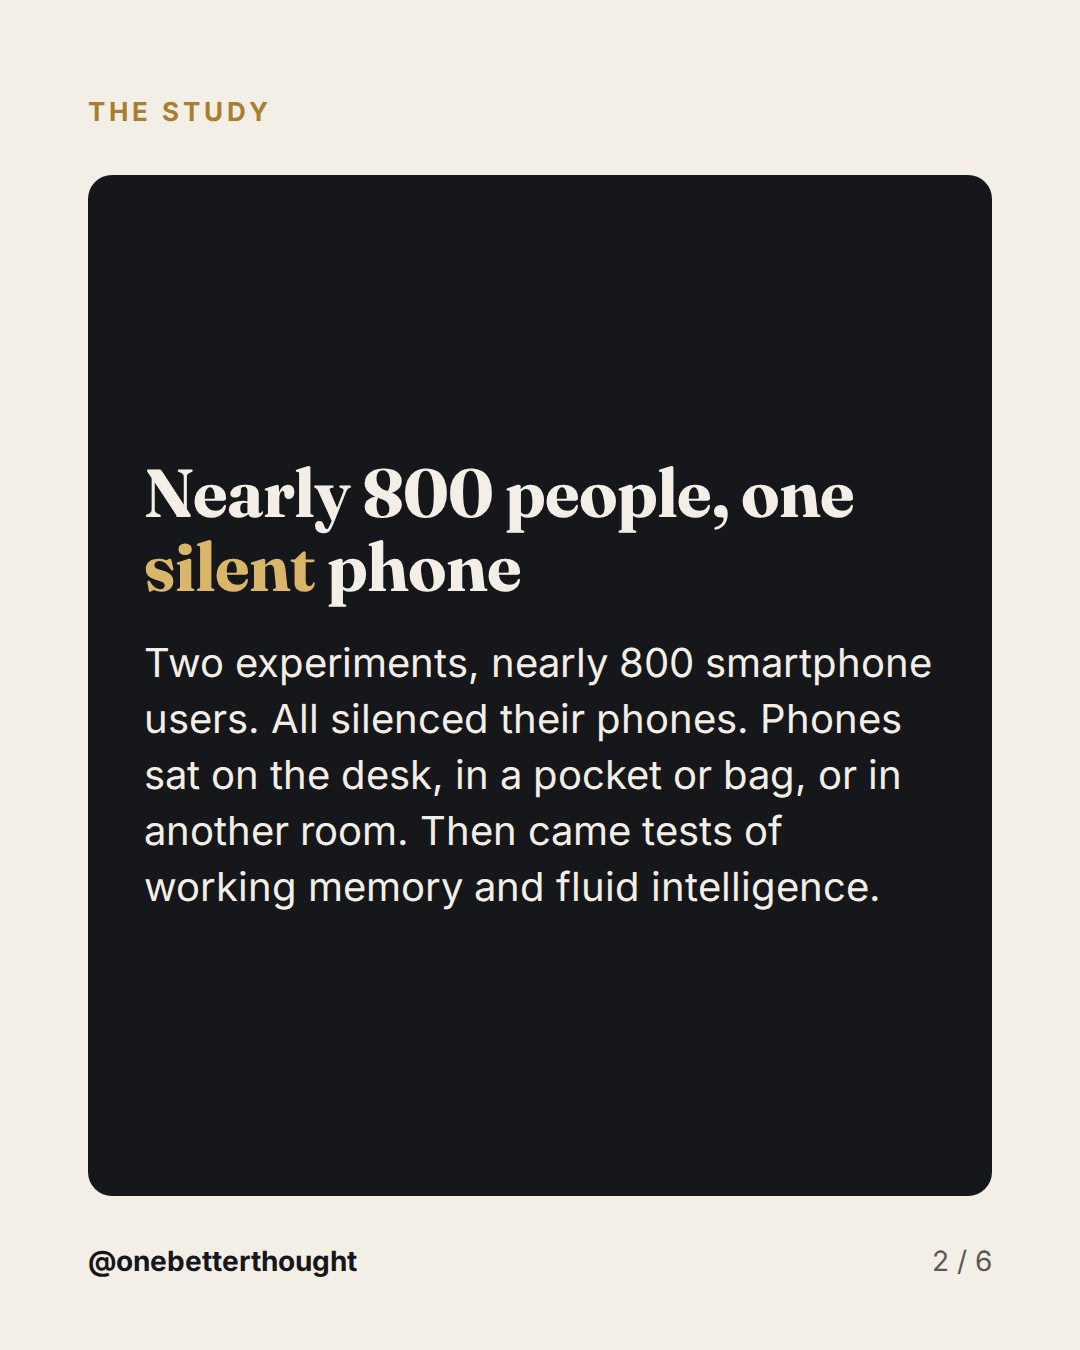 THE STUDY
Nearly 800 people, one
silent phone
Two experiments, nearly 800 smartphone
users. All silenced their phones. Phones
sat on the desk, in a pocket or bag, or in
another room. Then came tests of
working memory and fluid intelligence.
@onebetterthought
2 / 6